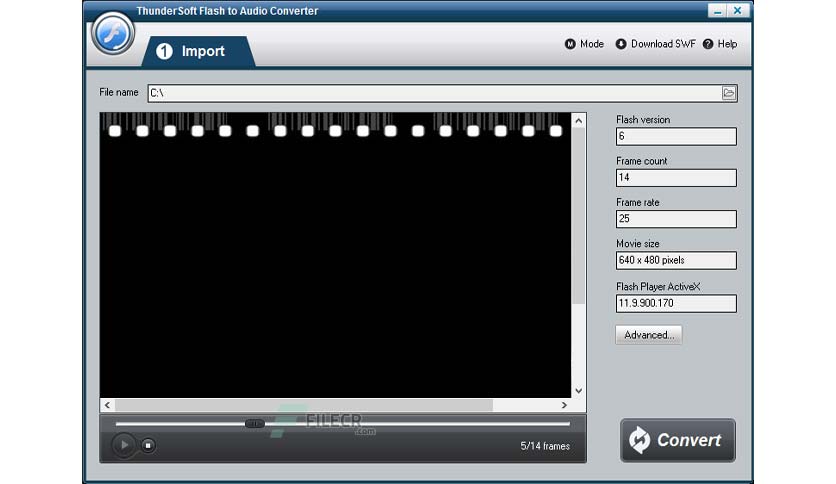 ThunderSoft Flash to Audio Converter
1 Import
M Mode
Download SWF
? Help
File name
C:\
Flash version
6
Frame count
14
Frame rate
25
Movie size
640 x 480 pixels
Flash Player ActiveX
11.9.900.170
Advanced...
FILECR
.com
5/14 frames
Convert